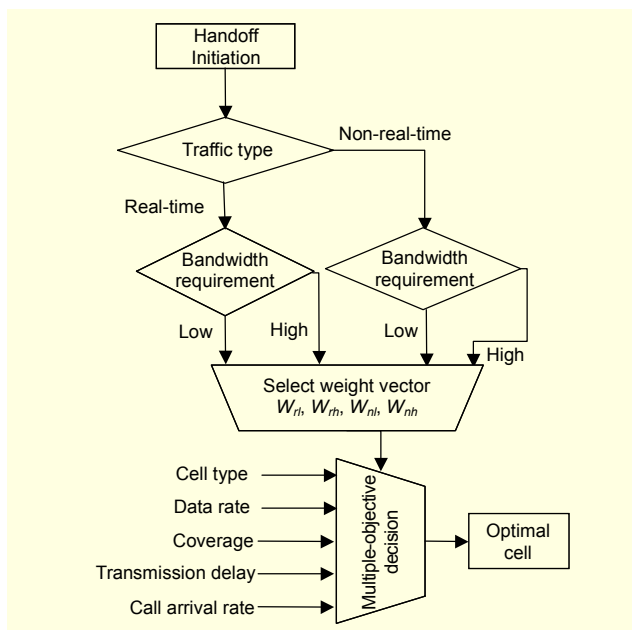 Handoff
Initiation
Traffic type
Non-real-time
Real-time
Bandwidth
requirement
Bandwidth
requirement
Low
High
Low
High
Select weight vector
Wrl, Wrh, Wnl, Wnh
Cell type
Data rate
Coverage
Transmission delay
Call arrival rate
Multiple-objective
decision
Optimal
cell